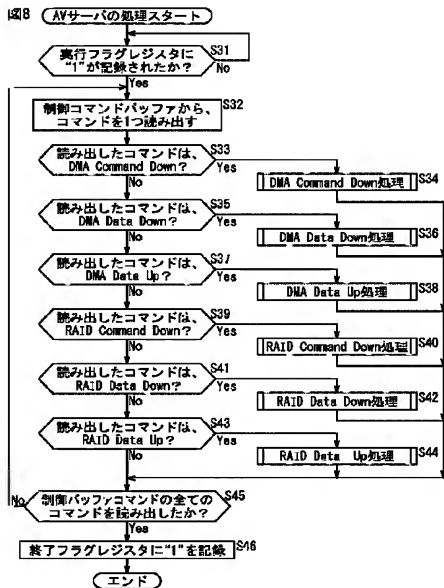 図8
AVサーバの処理スタート
実行フラグレジスタに
“1”が記録されたか?
S31
No
Yes
制御コマンドバッファから、
コマンドを1つ読み出す
S32
読み出したコマンドは、
DMA Command Down?
S33
Yes
No
DMA Command Down処理
S34
読み出したコマンドは、
DMA Data Down?
S35
Yes
No
DMA Data Down処理
S36
読み出したコマンドは、
DMA Data Up?
S37
Yes
No
DMA Data Up処理
S38
読み出したコマンドは、
RAID Command Down?
S39
Yes
No
RAID Command Down処理
S40
読み出したコマンドは、
RAID Data Down?
S41
Yes
No
RAID Data Down処理
S42
読み出したコマンドは、
RAID Data Up?
S43
Yes
No
RAID Data Up処理
S44
制御バッファコマンドの全ての
コマンドを読み出したか?
S45
No
Yes
終了フラグレジスタに“1”を記録
S46
エンド